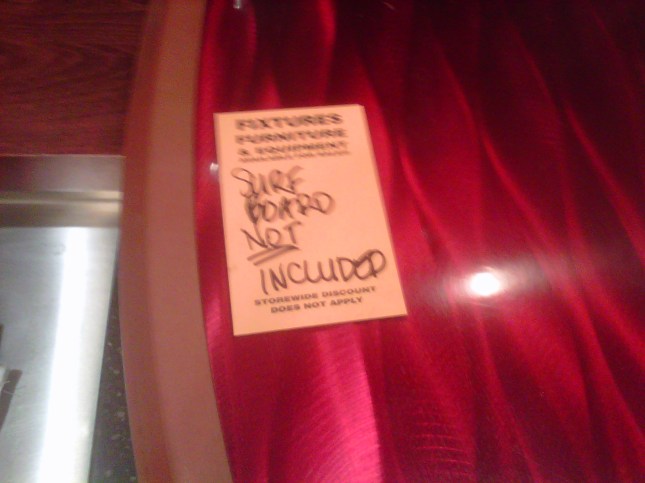 FIXTURES
FURNITURE
& EQUIPMENT
SURF
BOARD
NOT
INCLUDED
STOREWIDE DISCOUNT
DOES NOT APPLY